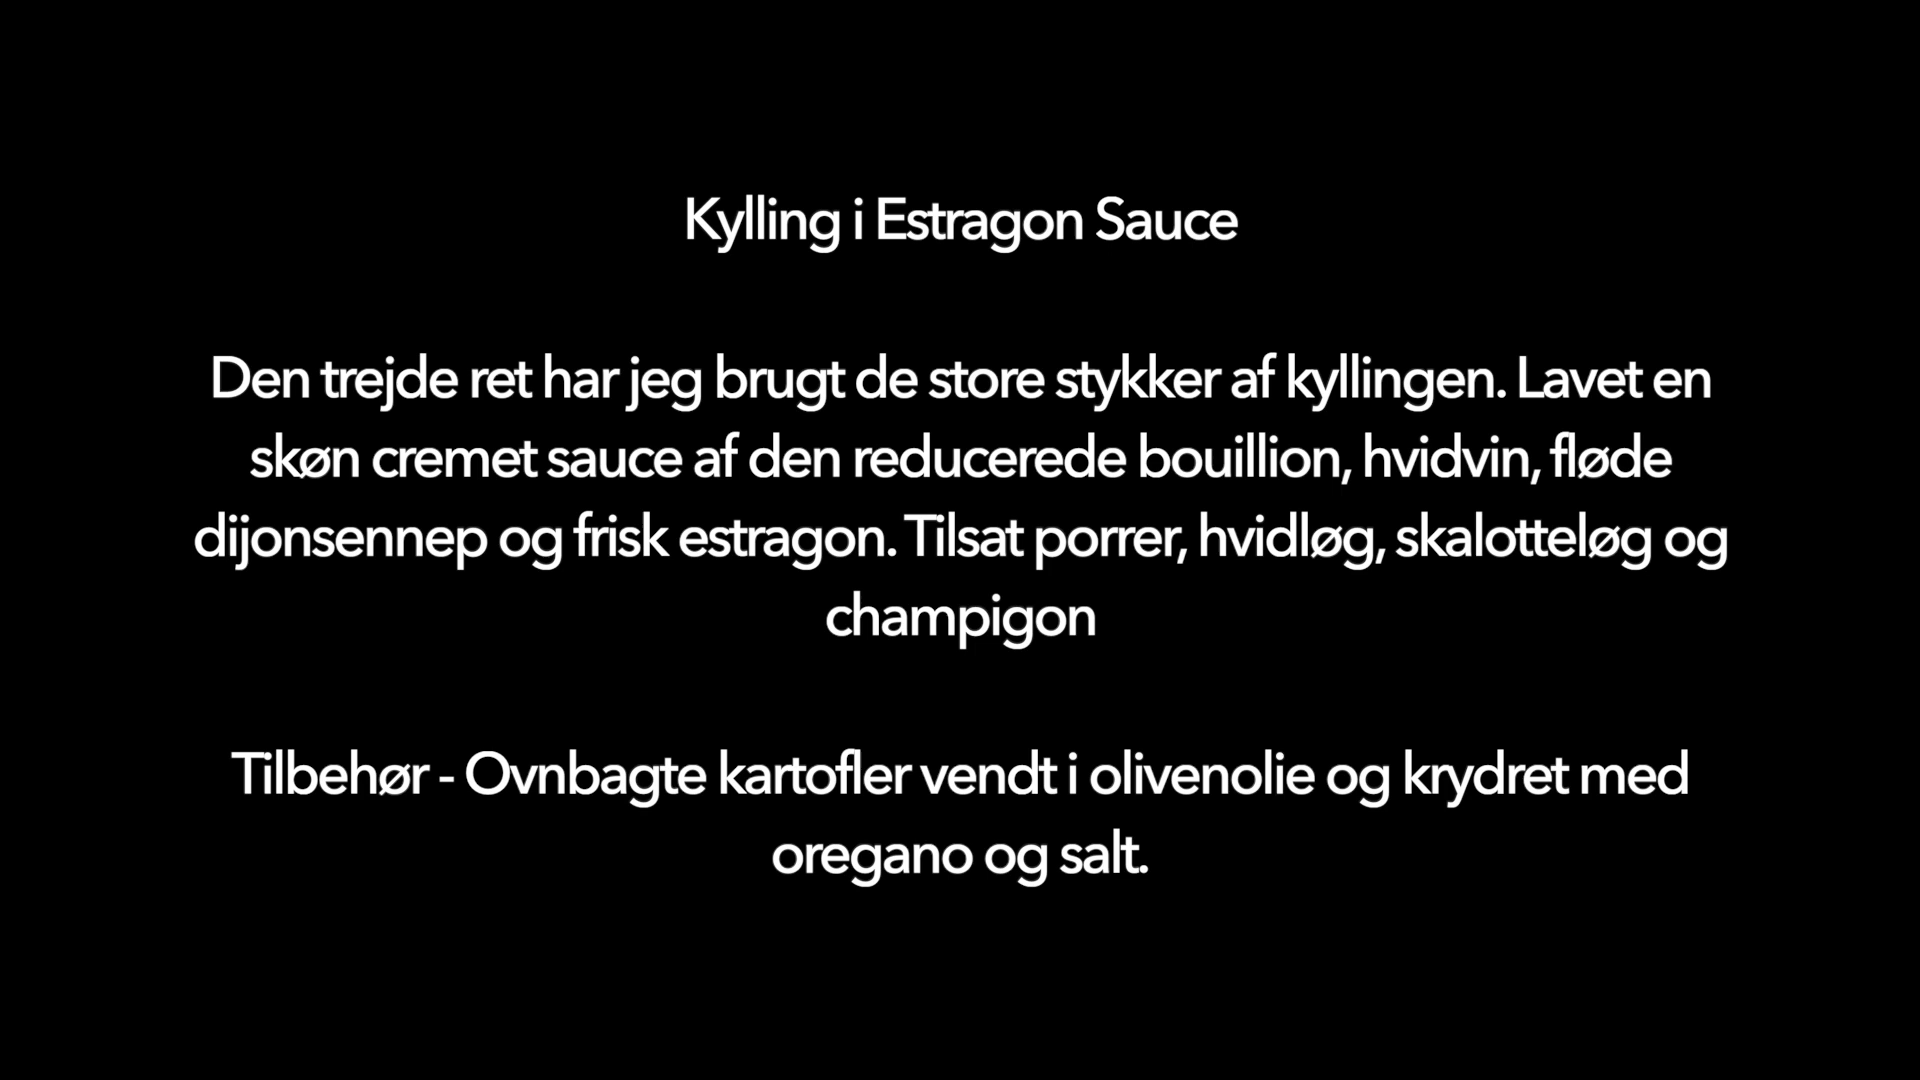 Kylling i Estragon Sauce
Den trejde ret har jeg brugt de store stykker af kyllingen. Lavet en
skøn cremet sauce af den reducerede bouillion, hvidvin, fløde
dijonsennep og frisk estragon. Tilsat porrer, hvidløg, skalotteløg og
champigon
Tilbehør - Ovnbagte kartofler vendt i olivenolie og krydret med
oregano og salt.